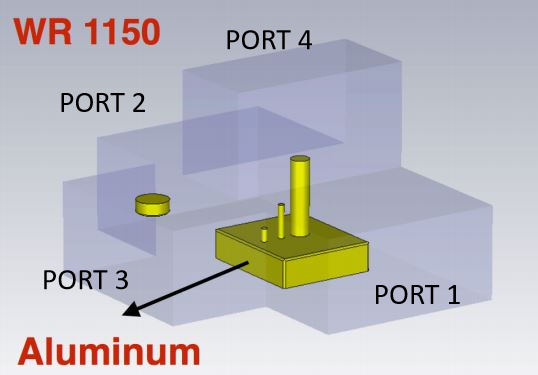 WR 1150
PORT 4
PORT 2
PORT 3
PORT 1
Aluminum